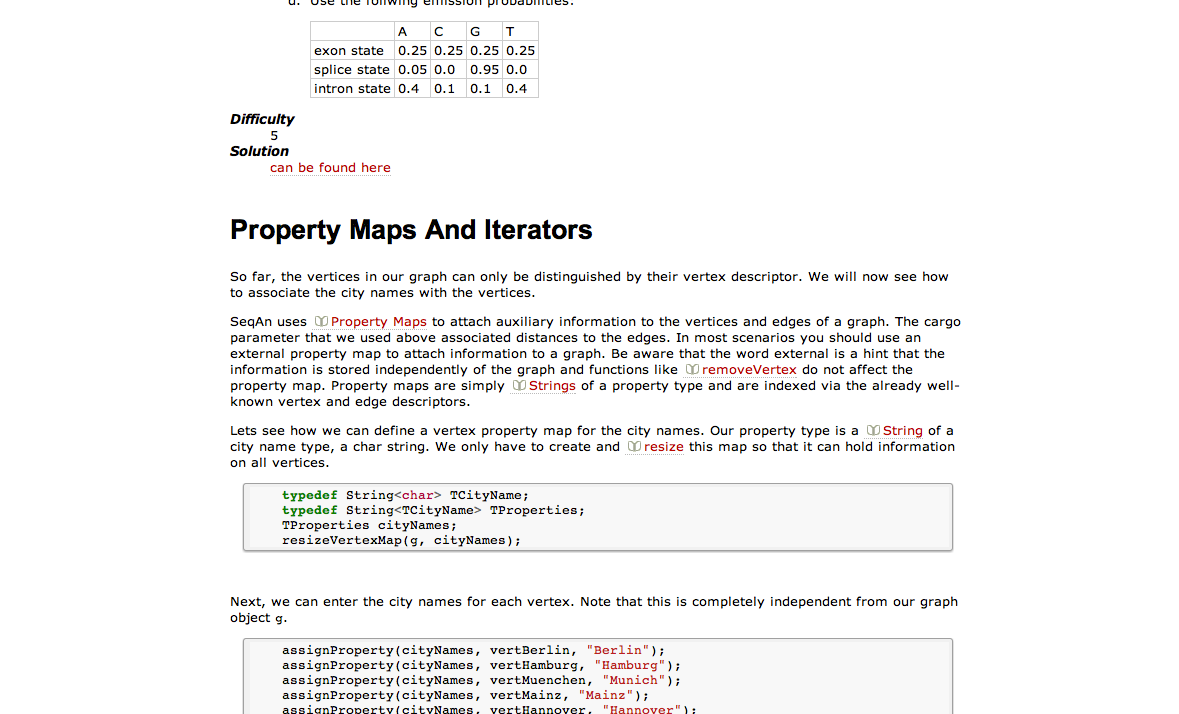 d. Use the follwing emission probabilities:
A C G T
exon state 0.25 0.25 0.25 0.25
splice state 0.05 0.0 0.95 0.0
intron state 0.4 0.1 0.1 0.4
Difficulty
5
Solution
can be found here
Property Maps And Iterators
So far, the vertices in our graph can only be distinguished by their vertex descriptor. We will now see how
to associate the city names with the vertices.
SeqAn uses Property Maps to attach auxiliary information to the vertices and edges of a graph. The cargo
parameter that we used above associated distances to the edges. In most scenarios you should use an
external property map to attach information to a graph. Be aware that the word external is a hint that the
information is stored independently of the graph and functions like removeVertex do not affect the
property map. Property maps are simply Strings of a property type and are indexed via the already well-
known vertex and edge descriptors.
Lets see how we can define a vertex property map for the city names. Our property type is a String of a
city name type, a char string. We only have to create and resize this map so that it can hold information
on all vertices.
typedef String<char> TCityName;
typedef String<TCityName> TProperties;
TProperties cityNames;
resizeVertexMap(g, cityNames);
Next, we can enter the city names for each vertex. Note that this is completely independent from our graph
object g.
assignProperty(cityNames, vertBerlin, "Berlin");
assignProperty(cityNames, vertHamburg, "Hamburg");
assignProperty(cityNames, vertMuenchen, "Munich");
assignProperty(cityNames, vertMainz, "Mainz");
assignProperty(cityNames, vertHannover, "Hannover");